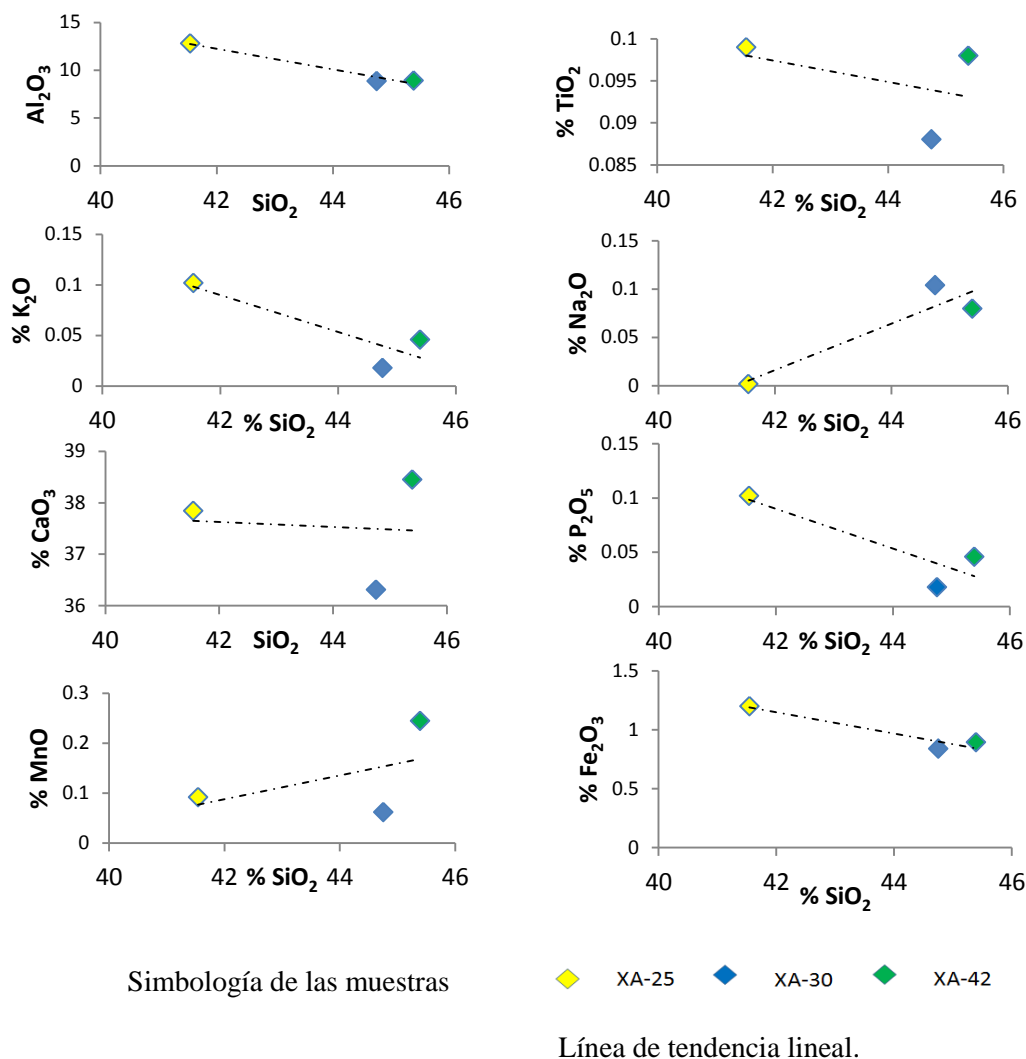 15
10
5
0
40 42 44 46
Al₂O₃
SiO₂
0.1
0.095
0.09
0.085
40 42 44 46
% TiO₂
% SiO₂
0.15
0.1
0.05
0
40 42 44 46
% K₂O
% SiO₂
0.15
0.1
0.05
0
40 42 44 46
% Na₂O
% SiO₂
39
38
37
36
40 42 44 46
% CaO₃
SiO₂
0.15
0.1
0.05
0
40 42 44 46
% P₂O₅
% SiO₂
0.3
0.2
0.1
0
40 42 44 46
% MnO
% SiO₂
1.5
1
0.5
0
40 42 44 46
% Fe₂O₃
% SiO₂
Simbología de las muestras XA-25 XA-30 XA-42
Línea de tendencia lineal.